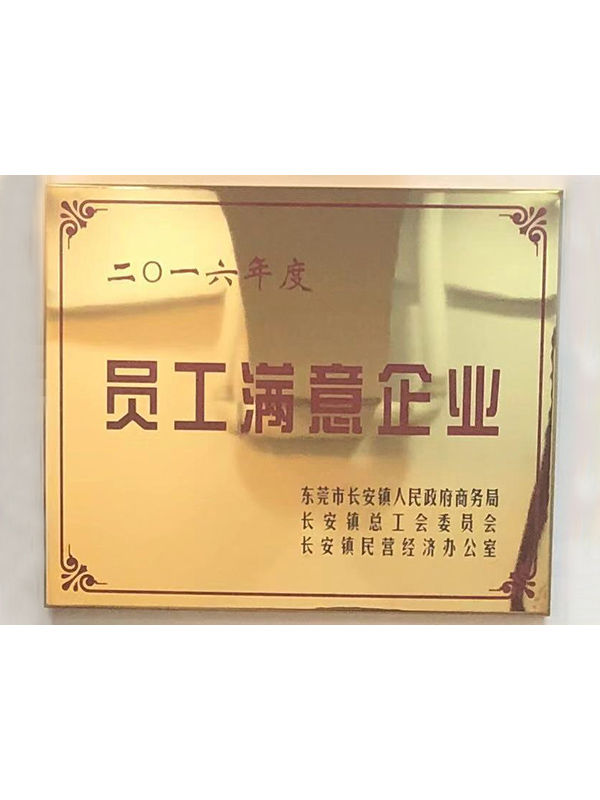 二〇一六年度
员工满意企业
东莞市长安镇人民政府商务局
长安镇总工会委员会
长安镇民营经济办公室